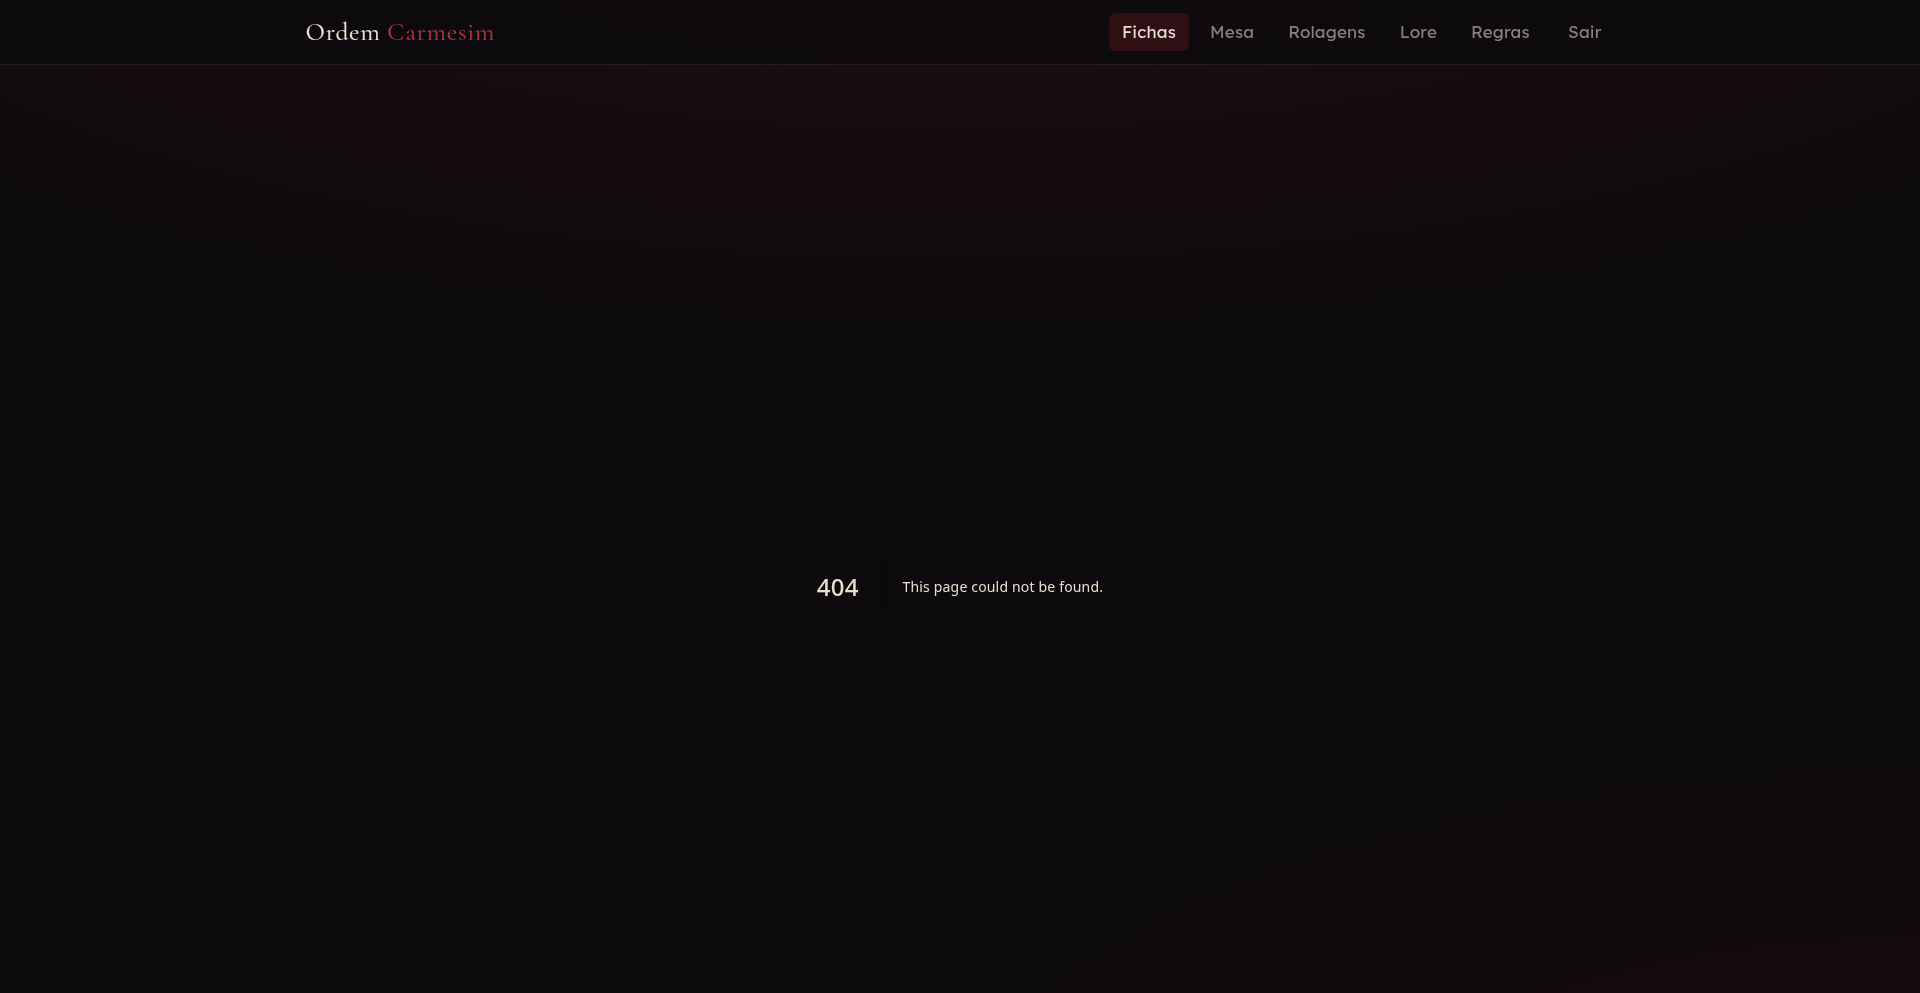 Ordem Carmesim
Fichas Mesa Rolagens Lore Regras Sair
404
This page could not be found.